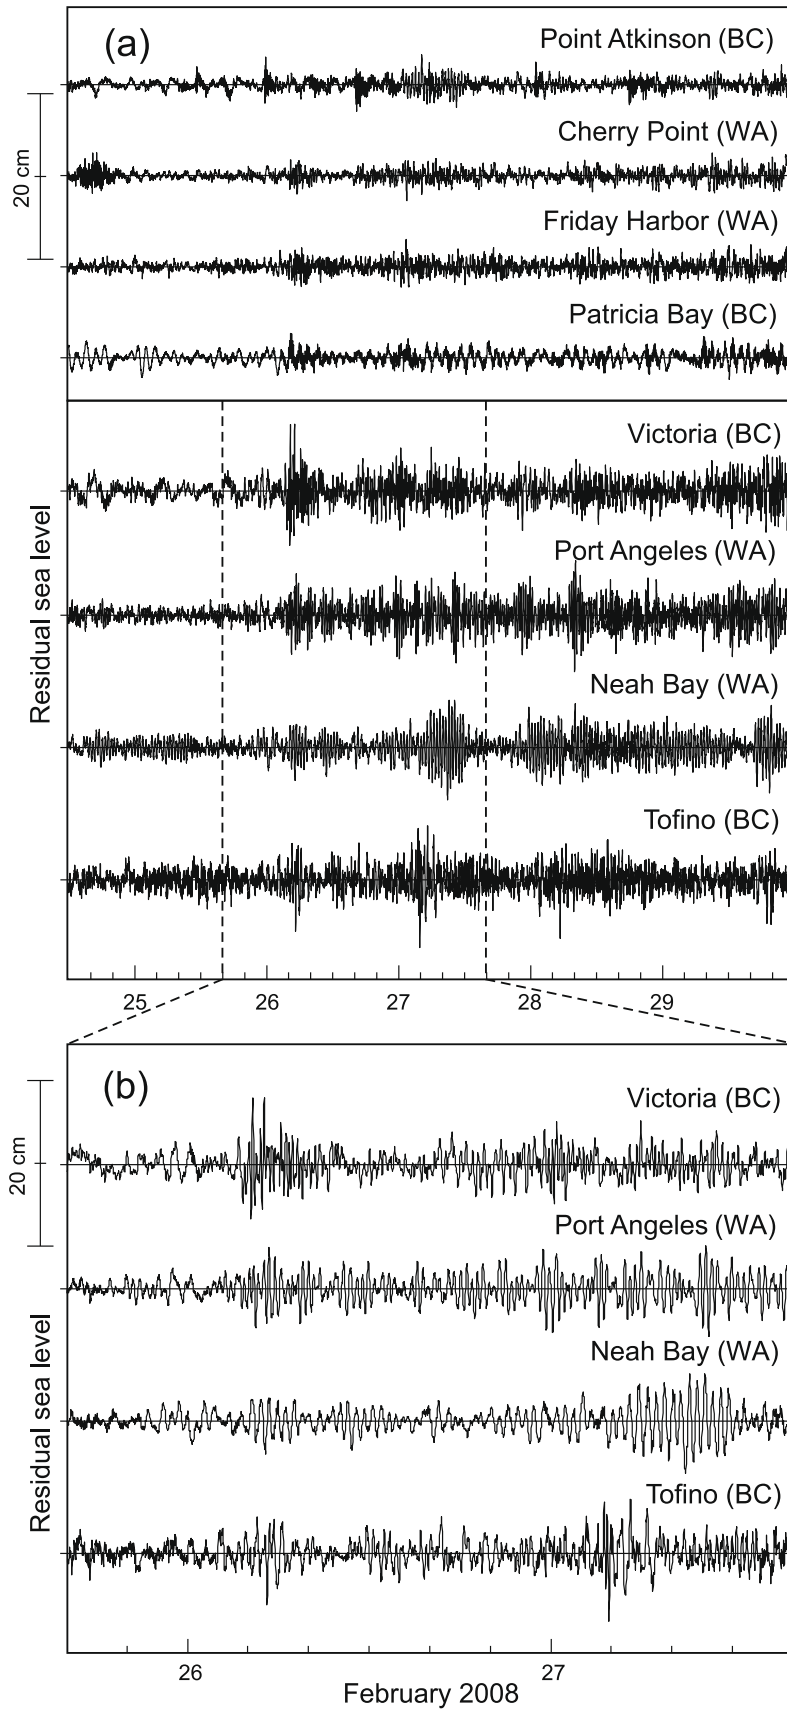 (a)
Point Atkinson (BC)
Cherry Point (WA)
20 cm
Friday Harbor (WA)
Patricia Bay (BC)
Victoria (BC)
Port Angeles (WA)
Residual sea level
Neah Bay (WA)
Tofino (BC)
25 26 27 28 29
(b)
Victoria (BC)
20 cm
Port Angeles (WA)
Residual sea level
Neah Bay (WA)
Tofino (BC)
26 27
February 2008